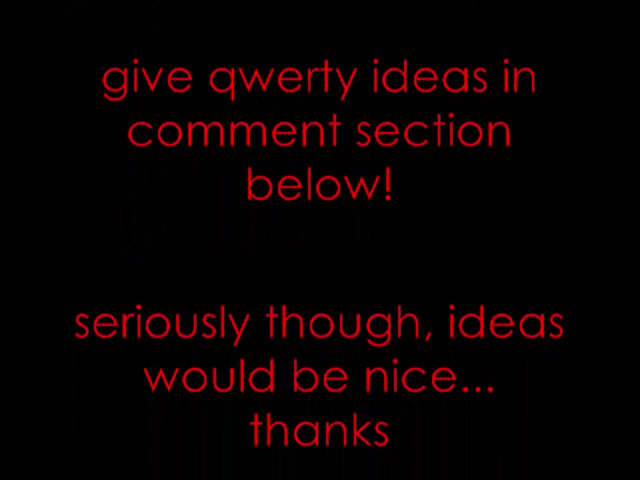 give qwerty ideas in
comment section
below!
seriously though, ideas
would be nice...
thanks